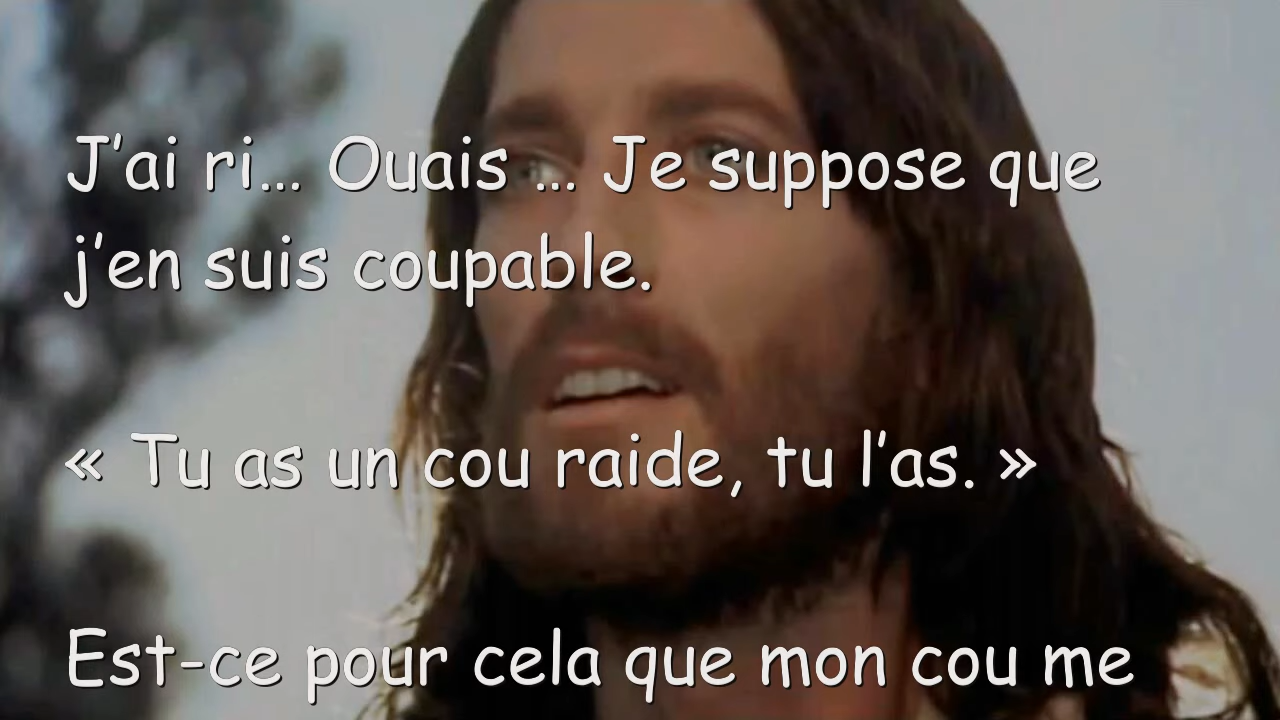 J’ai ri… Ouais … Je suppose que
j’en suis coupable.
« Tu as un cou raide, tu l’as. »
Est-ce pour cela que mon cou me